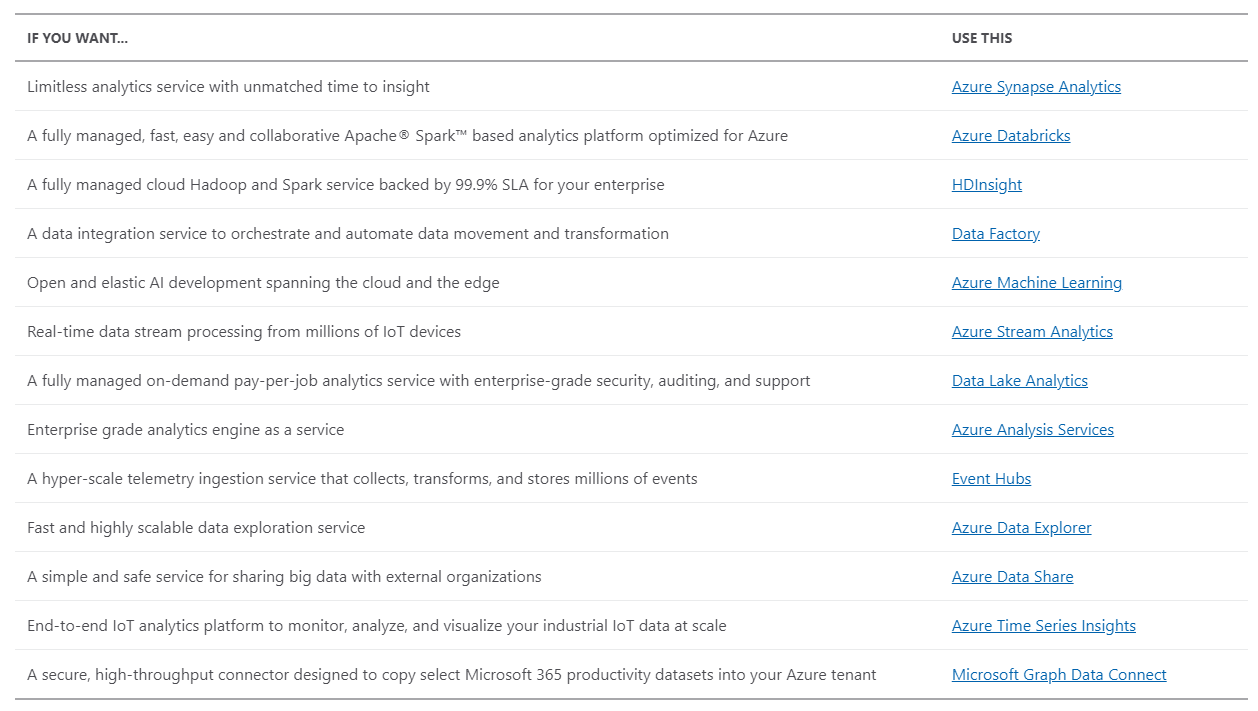 IF YOU WANT... USE THIS
Limitless analytics service with unmatched time to insight Azure Synapse Analytics
A fully managed, fast, easy and collaborative Apache® Spark™ based analytics platform optimized for Azure Azure Databricks
A fully managed cloud Hadoop and Spark service backed by 99.9% SLA for your enterprise HDInsight
A data integration service to orchestrate and automate data movement and transformation Data Factory
Open and elastic AI development spanning the cloud and the edge Azure Machine Learning
Real-time data stream processing from millions of IoT devices Azure Stream Analytics
A fully managed on-demand pay-per-job analytics service with enterprise-grade security, auditing, and support Data Lake Analytics
Enterprise grade analytics engine as a service Azure Analysis Services
A hyper-scale telemetry ingestion service that collects, transforms, and stores millions of events Event Hubs
Fast and highly scalable data exploration service Azure Data Explorer
A simple and safe service for sharing big data with external organizations Azure Data Share
End-to-end IoT analytics platform to monitor, analyze, and visualize your industrial IoT data at scale Azure Time Series Insights
A secure, high-throughput connector designed to copy select Microsoft 365 productivity datasets into your Azure tenant Microsoft Graph Data Connect